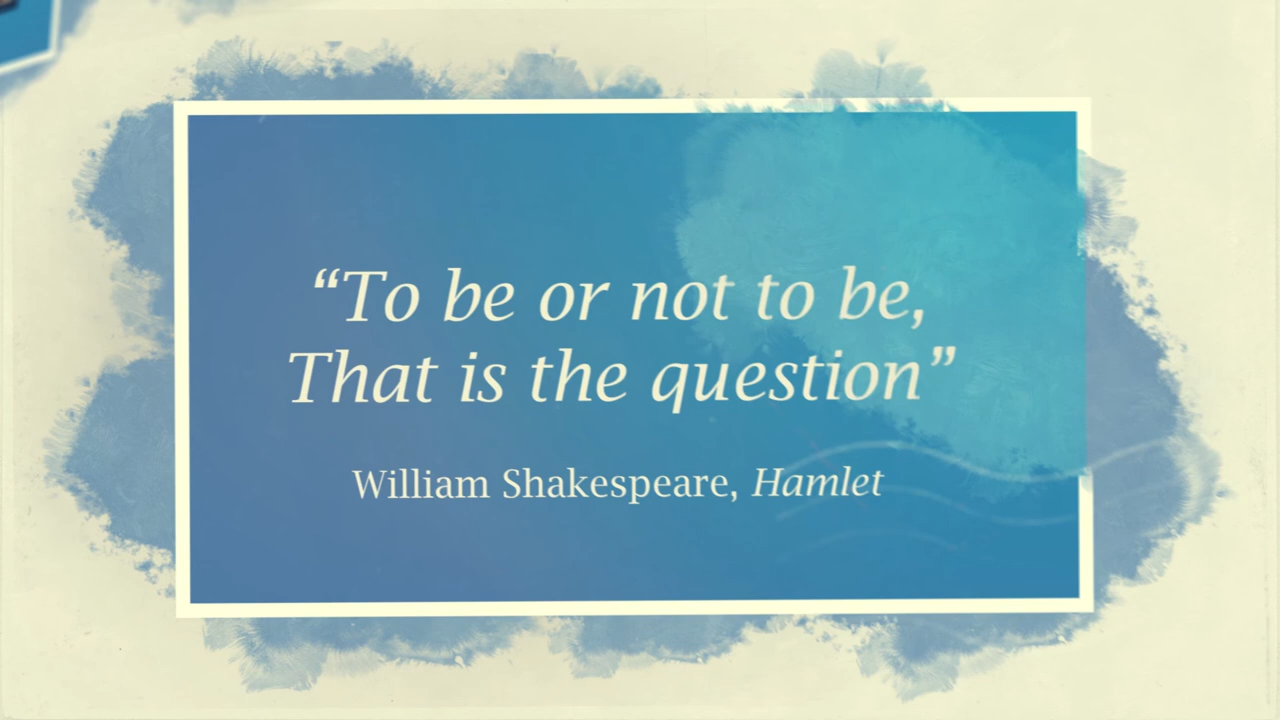 “To be or not to be,
That is the question”
William Shakespeare, Hamlet